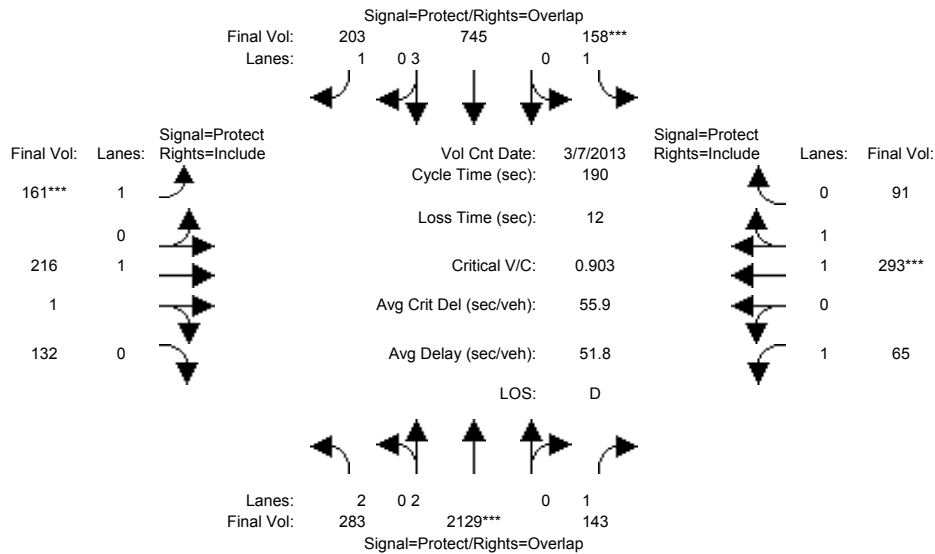 Signal=Protect/Rights=Overlap
Final Vol: 203 745 158***
Lanes: 1 0 3 0 1
Signal=Protect Signal=Protect
Final Vol: Lanes: Rights=Include Vol Cnt Date: 3/7/2013 Rights=Include Lanes: Final Vol:
Cycle Time (sec): 190
161*** 1 0 91
Loss Time (sec): 12
0 1
216 1 Critical V/C: 0.903 1 293***
1 Avg Crit Del (sec/veh): 55.9 0
132 0 Avg Delay (sec/veh): 51.8 1 65
LOS: D
Lanes: 2 0 2 0 1
Final Vol: 283 2129*** 143
Signal=Protect/Rights=Overlap